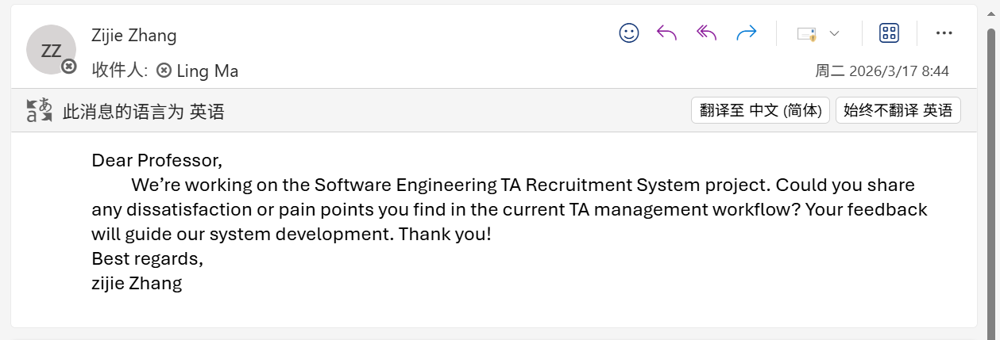 ZZ
Zijie Zhang
收件人: Ling Ma
周二 2026/3/17 8:44
此消息的语言为 英语
翻译至 中文 (简体)
始终不翻译 英语
Dear Professor,
We’re working on the Software Engineering TA Recruitment System project. Could you share
any dissatisfaction or pain points you find in the current TA management workflow? Your feedback
will guide our system development. Thank you!
Best regards,
zijie Zhang